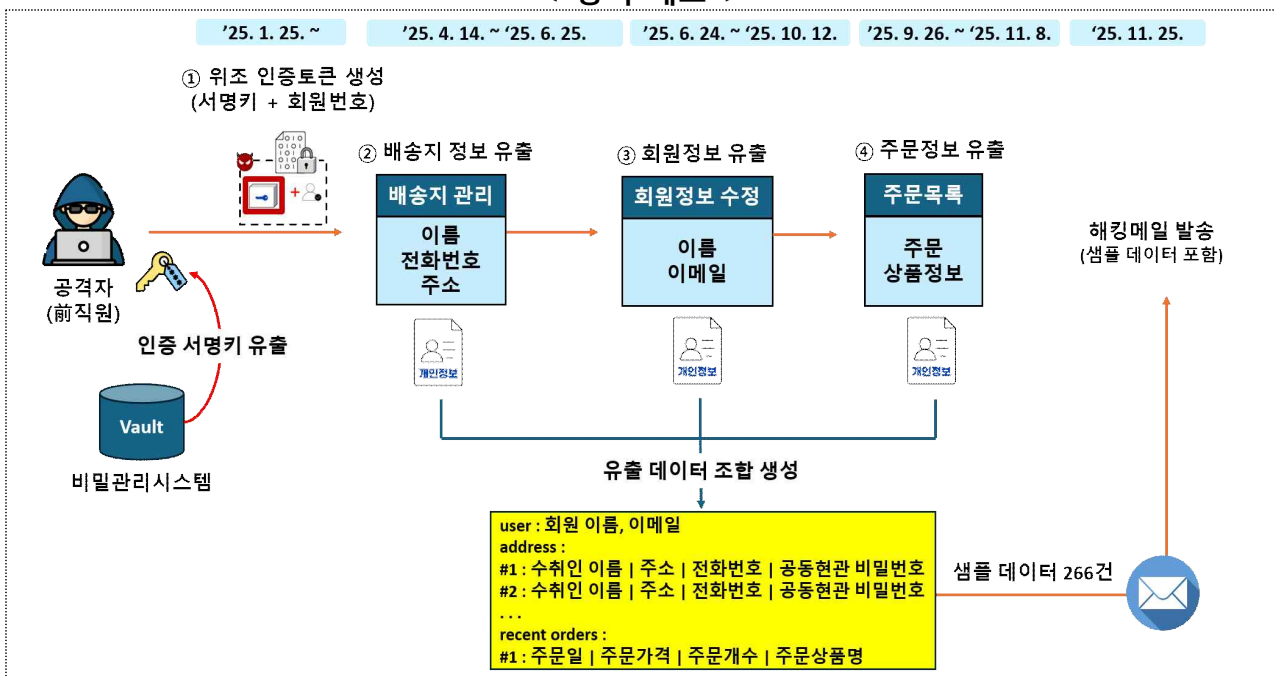 '25. 1. 25. ~
'25. 4. 14. ~ '25. 6. 25.
'25. 6. 24. ~ '25. 10. 12.
'25. 9. 26. ~ '25. 11. 8.
'25. 11. 25.
① 위조 인증토큰 생성
(서명키 + 회원번호)
② 배송지 정보 유출
③ 회원정보 유출
④ 주문정보 유출
배송지 관리
이름
전화번호
주소
회원정보 수정
이름
이메일
주문목록
주문
상품정보
해킹메일 발송
(샘플 데이터 포함)
공격자
(前직원)
인증 서명키 유출
Vault
비밀관리시스템
개인정보
개인정보
개인정보
유출 데이터 조합 생성
user : 회원 이름, 이메일
address :
#1 : 수취인 이름 | 주소 | 전화번호 | 공동현관 비밀번호
#2 : 수취인 이름 | 주소 | 전화번호 | 공동현관 비밀번호
. . .
recent orders :
#1 : 주문일 | 주문가격 | 주문개수 | 주문상품명
샘플 데이터 266건